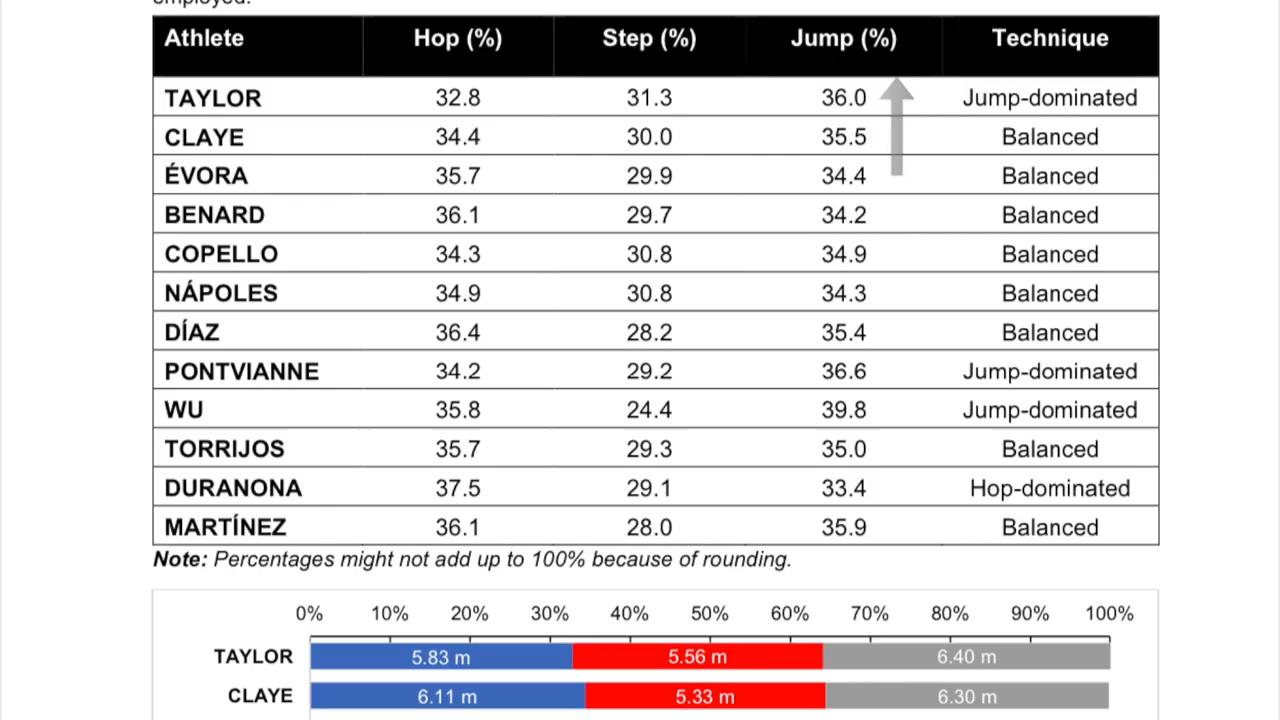 employed.
Athlete Hop (%) Step (%) Jump (%) Technique
TAYLOR 32.8 31.3 36.0 Jump-dominated
CLAYE 34.4 30.0 35.5 Balanced
ÉVORA 35.7 29.9 34.4 Balanced
BENARD 36.1 29.7 34.2 Balanced
COPELLO 34.3 30.8 34.9 Balanced
NÁPOLES 34.9 30.8 34.3 Balanced
DÍAZ 36.4 28.2 35.4 Balanced
PONTVIANNE 34.2 29.2 36.6 Jump-dominated
WU 35.8 24.4 39.8 Jump-dominated
TORRIJOS 35.7 29.3 35.0 Balanced
DURANONA 37.5 29.1 33.4 Hop-dominated
MARTÍNEZ 36.1 28.0 35.9 Balanced
Note: Percentages might not add up to 100% because of rounding.
0% 10% 20% 30% 40% 50% 60% 70% 80% 90% 100%
TAYLOR 5.83 m 5.56 m 6.40 m
CLAYE 6.11 m 5.33 m 6.30 m